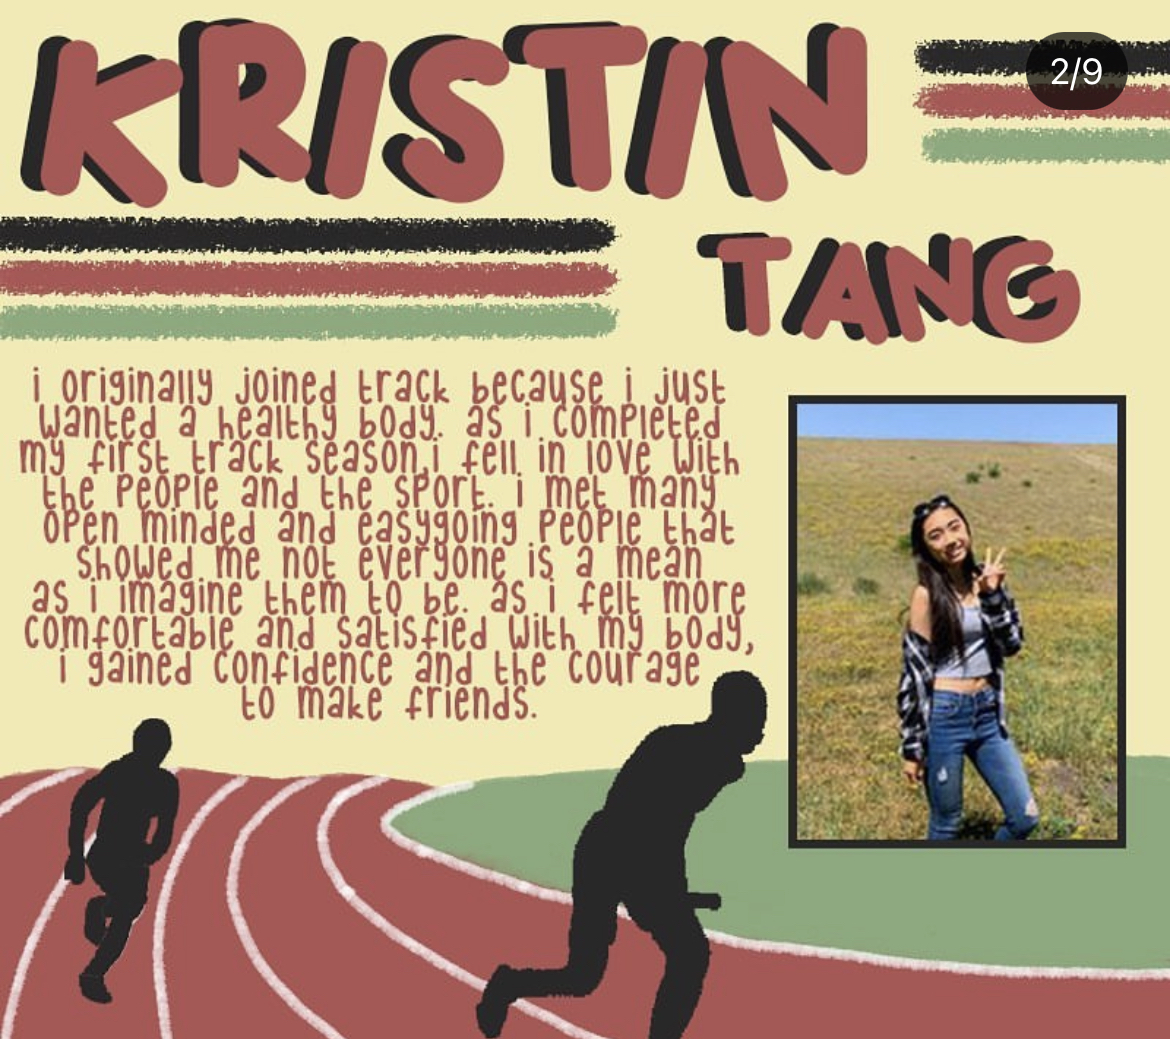 KRISTIN
2/9
TANG
i originally joined track because i just
wanted a healthy body. as i completed
my first track season,i fell in love with
the people and the sport. i met many
open minded and easygoing people that
showed me not everyone is a mean
as i imagine them to be. as i felt more
comfortable and satisfied with my body,
i gained confidence and the courage
to make friends.